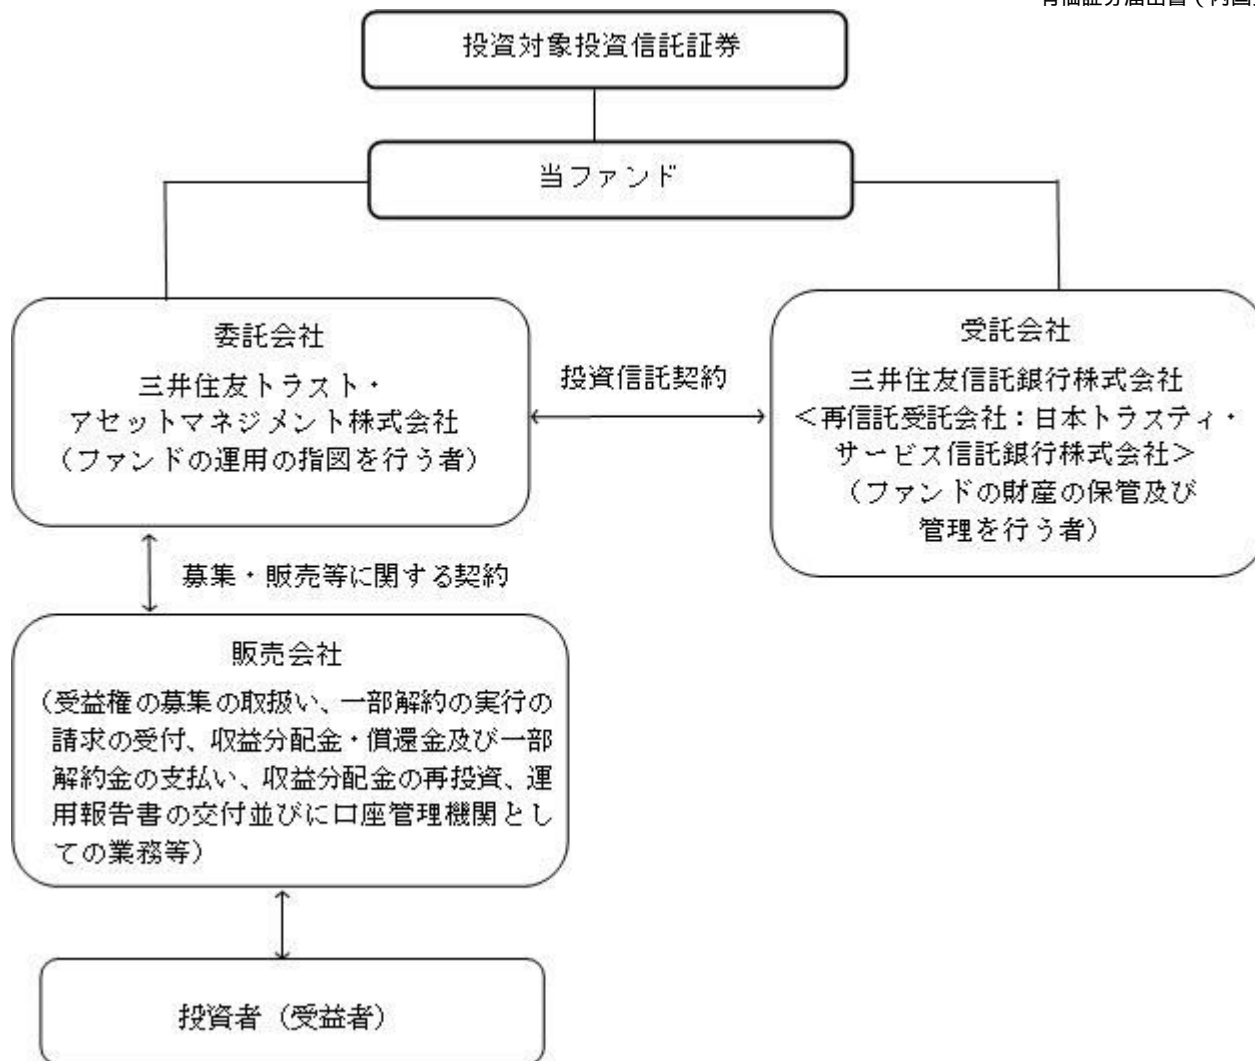 有価証券届出書（内国
投資対象投資信託証券
当ファンド
委託会社
三井住友トラスト・
アセットマネジメント株式会社
（ファンドの運用の指図を行う者）
投資信託契約
受託会社
三井住友信託銀行株式会社
＜再信託受託会社：日本トラスティ・
サービス信託銀行株式会社＞
（ファンドの財産の保管及び
管理を行う者）
募集・販売等に関する契約
販売会社
（受益権の募集の取扱い、一部解約の実行の
請求の受付、収益分配金・償還金及び一部
解約金の支払い、収益分配金の再投資、運
用報告書の交付並びに口座管理機関とし
ての業務等）
投資者（受益者）